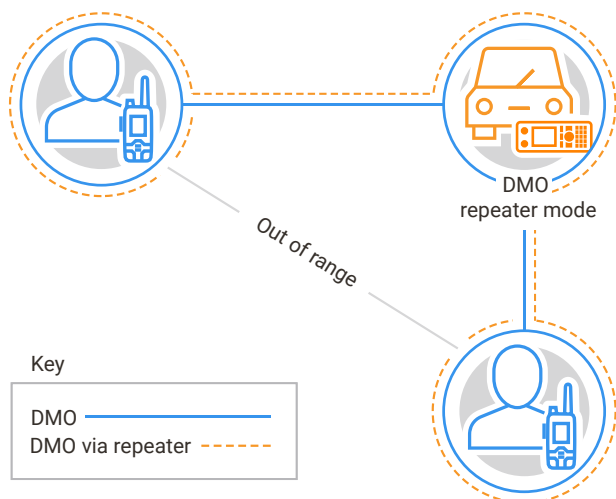 DMO
repeater mode
Out of range
Key
DMO
DMO via repeater